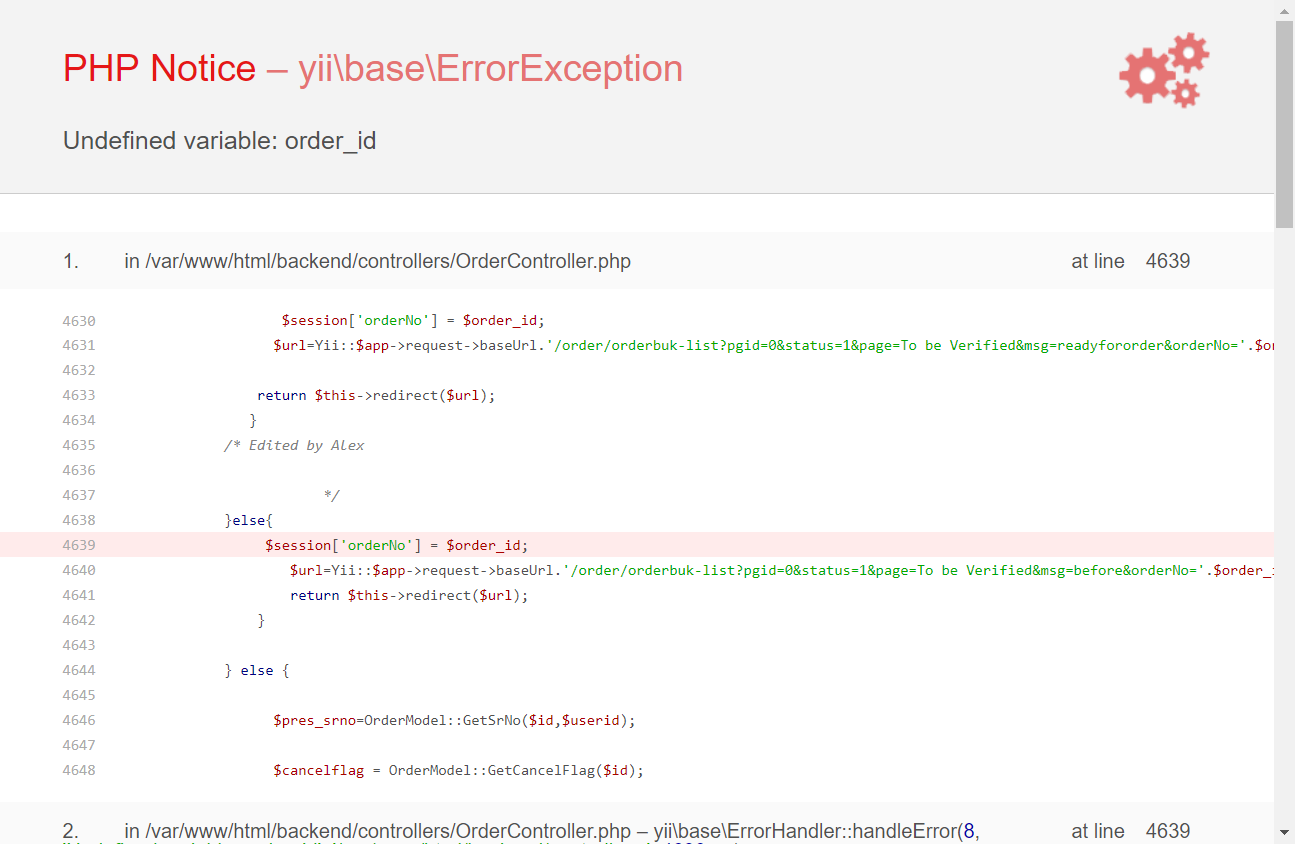 PHP Notice – yii\base\ErrorException
Undefined variable: order_id
1. in /var/www/html/backend/controllers/OrderController.php at line 4639
4630 $session['orderNo'] = $order_id;
4631 $url=Yii::$app->request->baseUrl.'/order/orderbuk-list?pgid=0&status=1&page=To be Verified&msg=readyfororder&orderNo='.$or
4632
4633 return $this->redirect($url);
4634 }
4635 /* Edited by Alex
4636
4637 */
4638 }else{
4639 $session['orderNo'] = $order_id;
4640 $url=Yii::$app->request->baseUrl.'/order/orderbuk-list?pgid=0&status=1&page=To be Verified&msg=before&orderNo='.$order_i
4641 return $this->redirect($url);
4642 }
4643
4644 } else {
4645
4646 $pres_srno=OrderModel::GetSrNo($id,$userid);
4647
4648 $cancelflag = OrderModel::GetCancelFlag($id);
2. in /var/www/html/backend/controllers/OrderController.php – yii\base\ErrorHandler::handleError(8, at line 4639